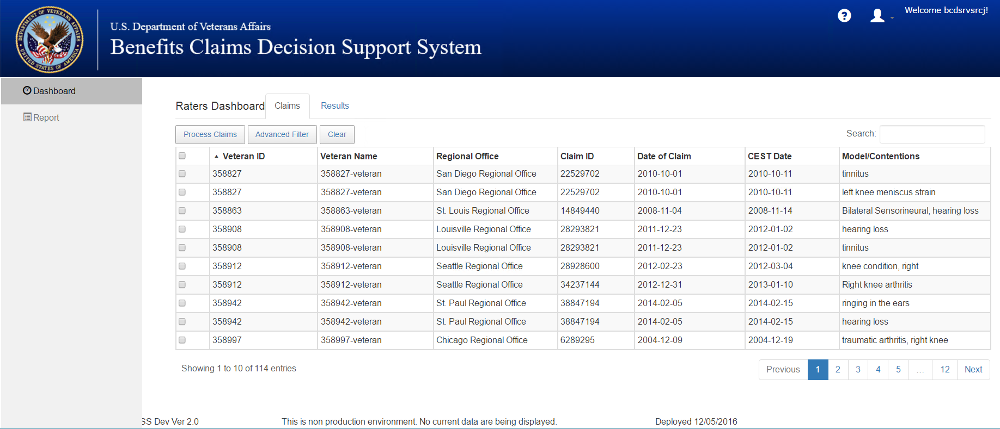 U.S. Department of Veterans Affairs
Benefits Claims Decision Support System
Welcome bcdsrvsrcj!
DEPARTMENT OF VETERANS AFFAIRS
UNITED STATES OF AMERICA
Dashboard
Report
Raters Dashboard Claims Results
Process Claims Advanced Filter Clear Search:
Veteran ID Veteran Name Regional Office Claim ID Date of Claim CEST Date Model/Contentions
358827 358827-veteran San Diego Regional Office 22529702 2010-10-01 2010-10-11 tinnitus
358827 358827-veteran San Diego Regional Office 22529702 2010-10-01 2010-10-11 left knee meniscus strain
358863 358863-veteran St. Louis Regional Office 14849440 2008-11-04 2008-11-14 Bilateral Sensorineural, hearing loss
358908 358908-veteran Louisville Regional Office 28293821 2011-12-23 2012-01-02 hearing loss
358908 358908-veteran Louisville Regional Office 28293821 2011-12-23 2012-01-02 tinnitus
358912 358912-veteran Seattle Regional Office 28928600 2012-02-23 2012-03-04 knee condition, right
358912 358912-veteran Seattle Regional Office 34237144 2012-12-31 2013-01-10 Right knee arthritis
358942 358942-veteran St. Paul Regional Office 38847194 2014-02-05 2014-02-15 ringing in the ears
358942 358942-veteran St. Paul Regional Office 38847194 2014-02-05 2014-02-15 hearing loss
358997 358997-veteran Chicago Regional Office 6289295 2004-12-09 2004-12-19 traumatic arthritis, right knee
Showing 1 to 10 of 114 entries Previous 1 2 3 4 5 … 12 Next
SS Dev Ver 2.0 This is non production environment. No current data are being displayed. Deployed 12/05/2016